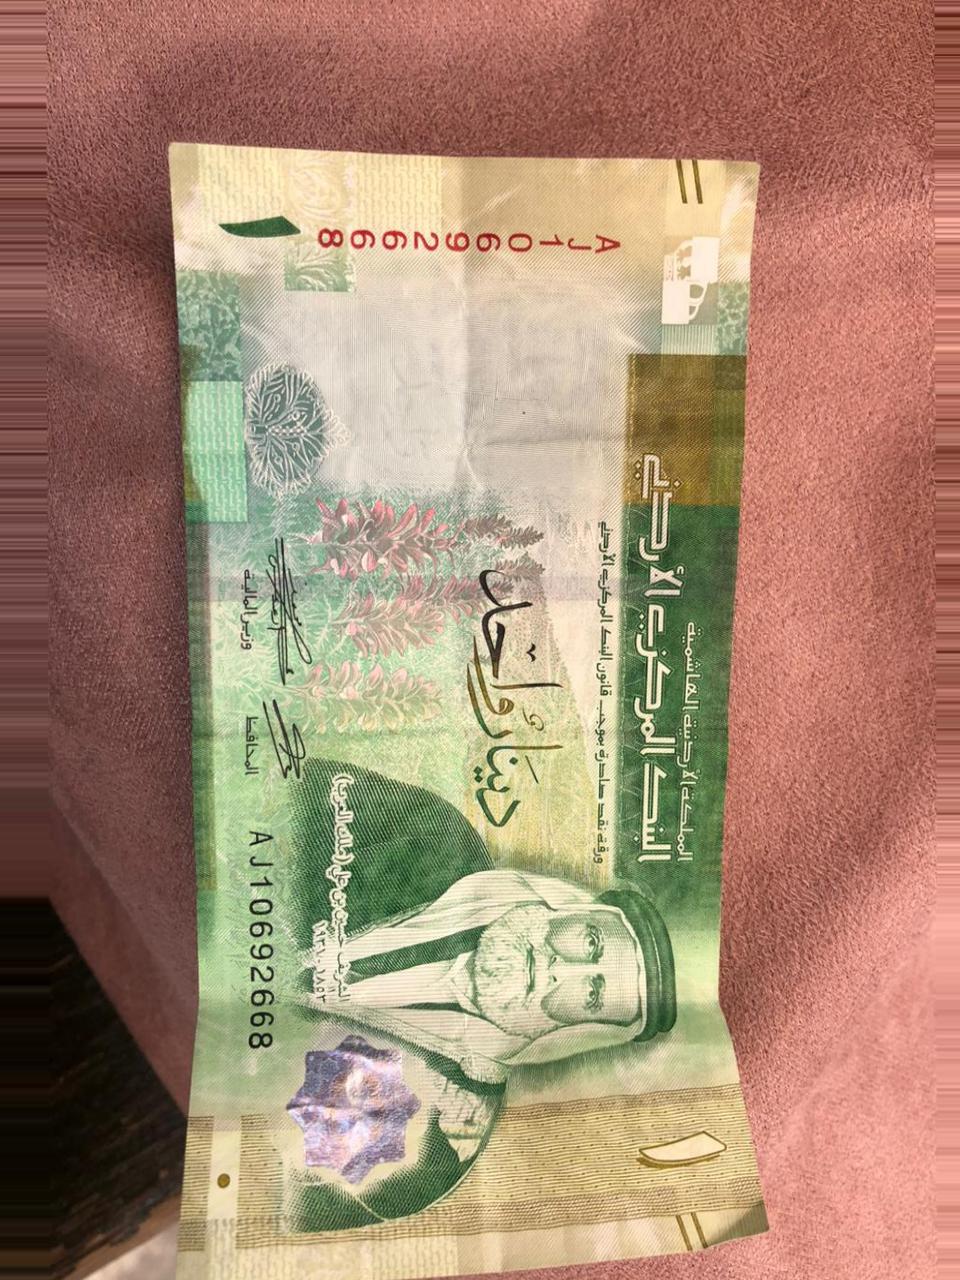 المملكة الأردنية الهاشمية
البنك المركزي الأردني
ورقة نقد صادرة بموجب قانون البنك المركزي الأردني
دينار واحد
AJ10692668
١
١
الشريف حسين بن علي (ملك العرب)
١٨٥٣ - ١٩٣١
وزير المالية
المحافظ
AJ10692668